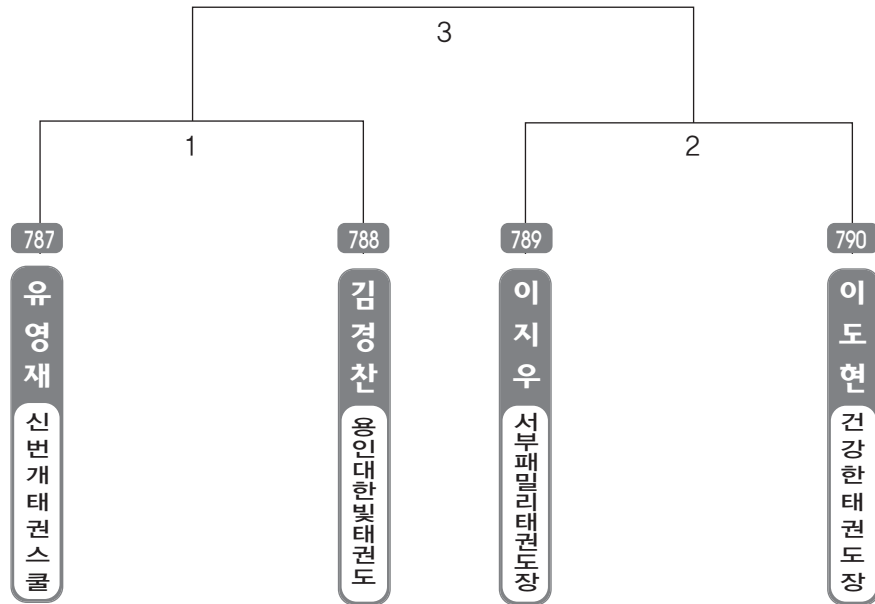 3
1
2
787
788
789
790
유영재
김경찬
이지우
이도현
신번개태권스쿨
용인대한빛태권도
서부패밀리태권도장
건강한태권도장